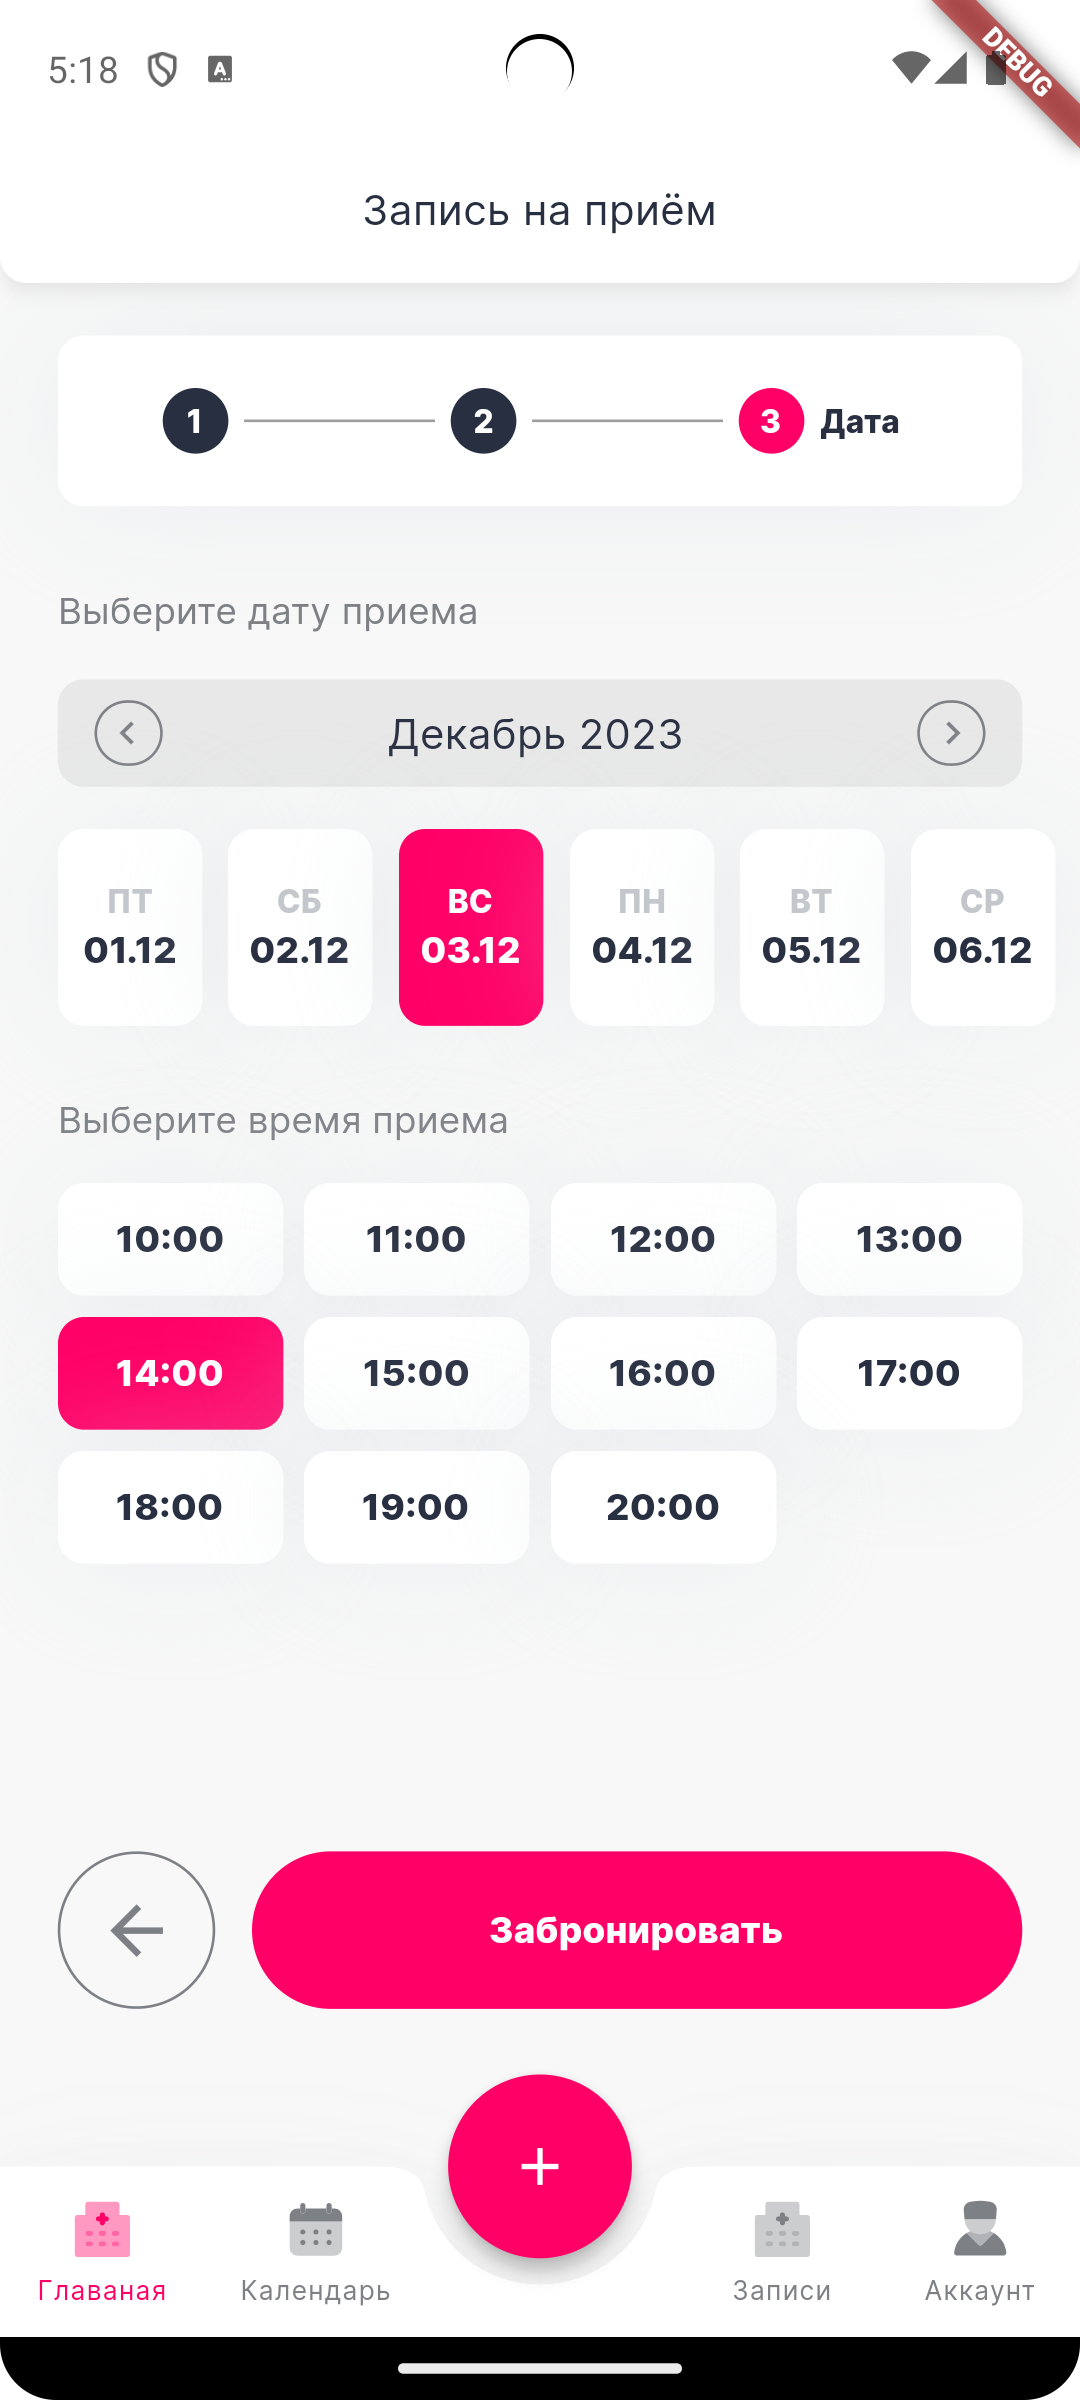 5:18
DEBUG
Запись на приём
1 2 3 Дата
Выберите дату приема
Декабрь 2023
ПТ СБ ВС ПН ВТ СР
01.12 02.12 03.12 04.12 05.12 06.12
Выберите время приема
10:00 11:00 12:00 13:00
14:00 15:00 16:00 17:00
18:00 19:00 20:00
Забронировать
Главаная Календарь Записи Аккаунт